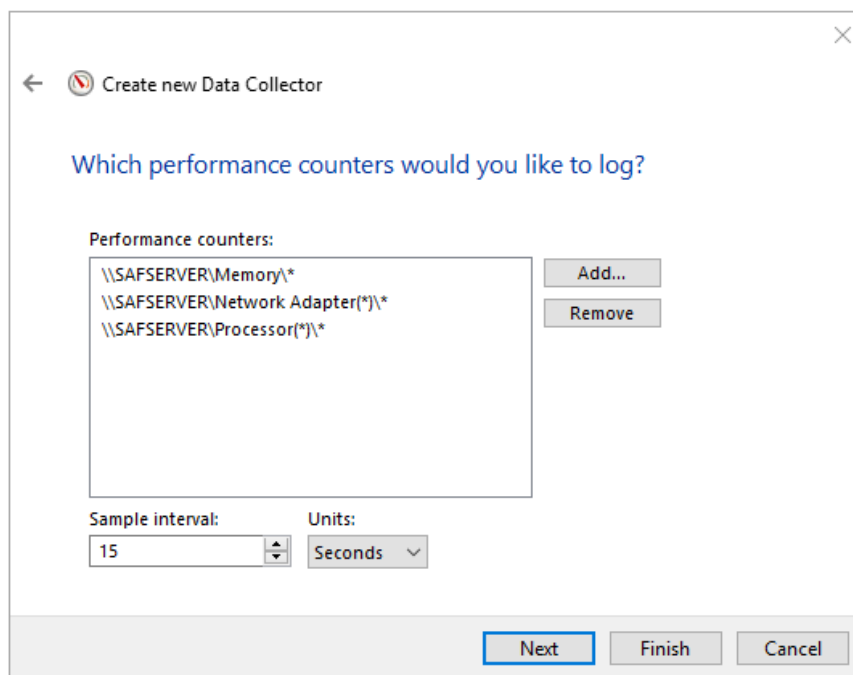 Create new Data Collector
Which performance counters would you like to log?
Performance counters:
\\SAFSERVER\Memory\*
\\SAFSERVER\Network Adapter(*)\*
\\SAFSERVER\Processor(*)\*
Add...
Remove
Sample interval:
Units:
15
Seconds
Next
Finish
Cancel